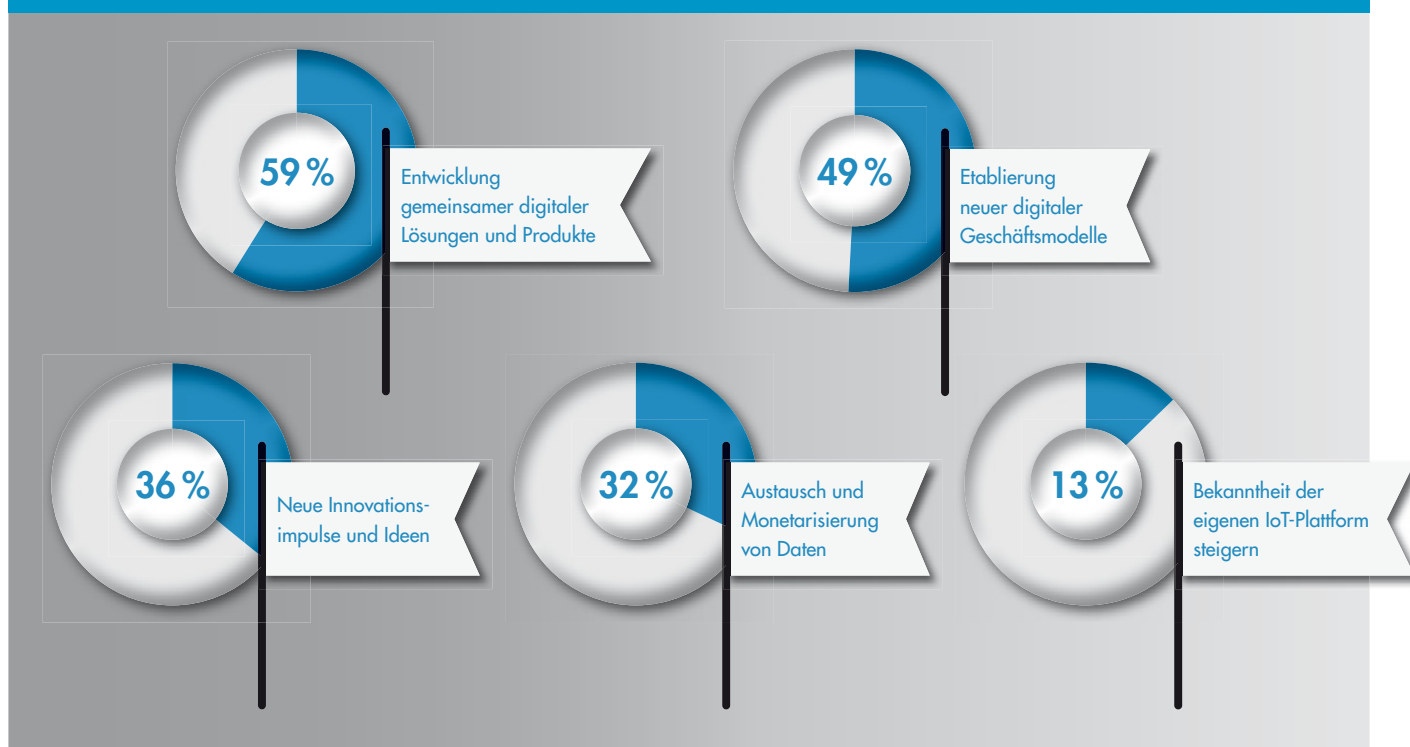 59 %
Entwicklung
gemeinsamer digitaler
Lösungen und Produkte
49 %
Etablierung
neuer digitaler
Geschäftsmodelle
36 %
Neue Innovations-
impulse und Ideen
32 %
Austausch und
Monetarisierung
von Daten
13 %
Bekanntheit der
eigenen IoT-Plattform
steigern